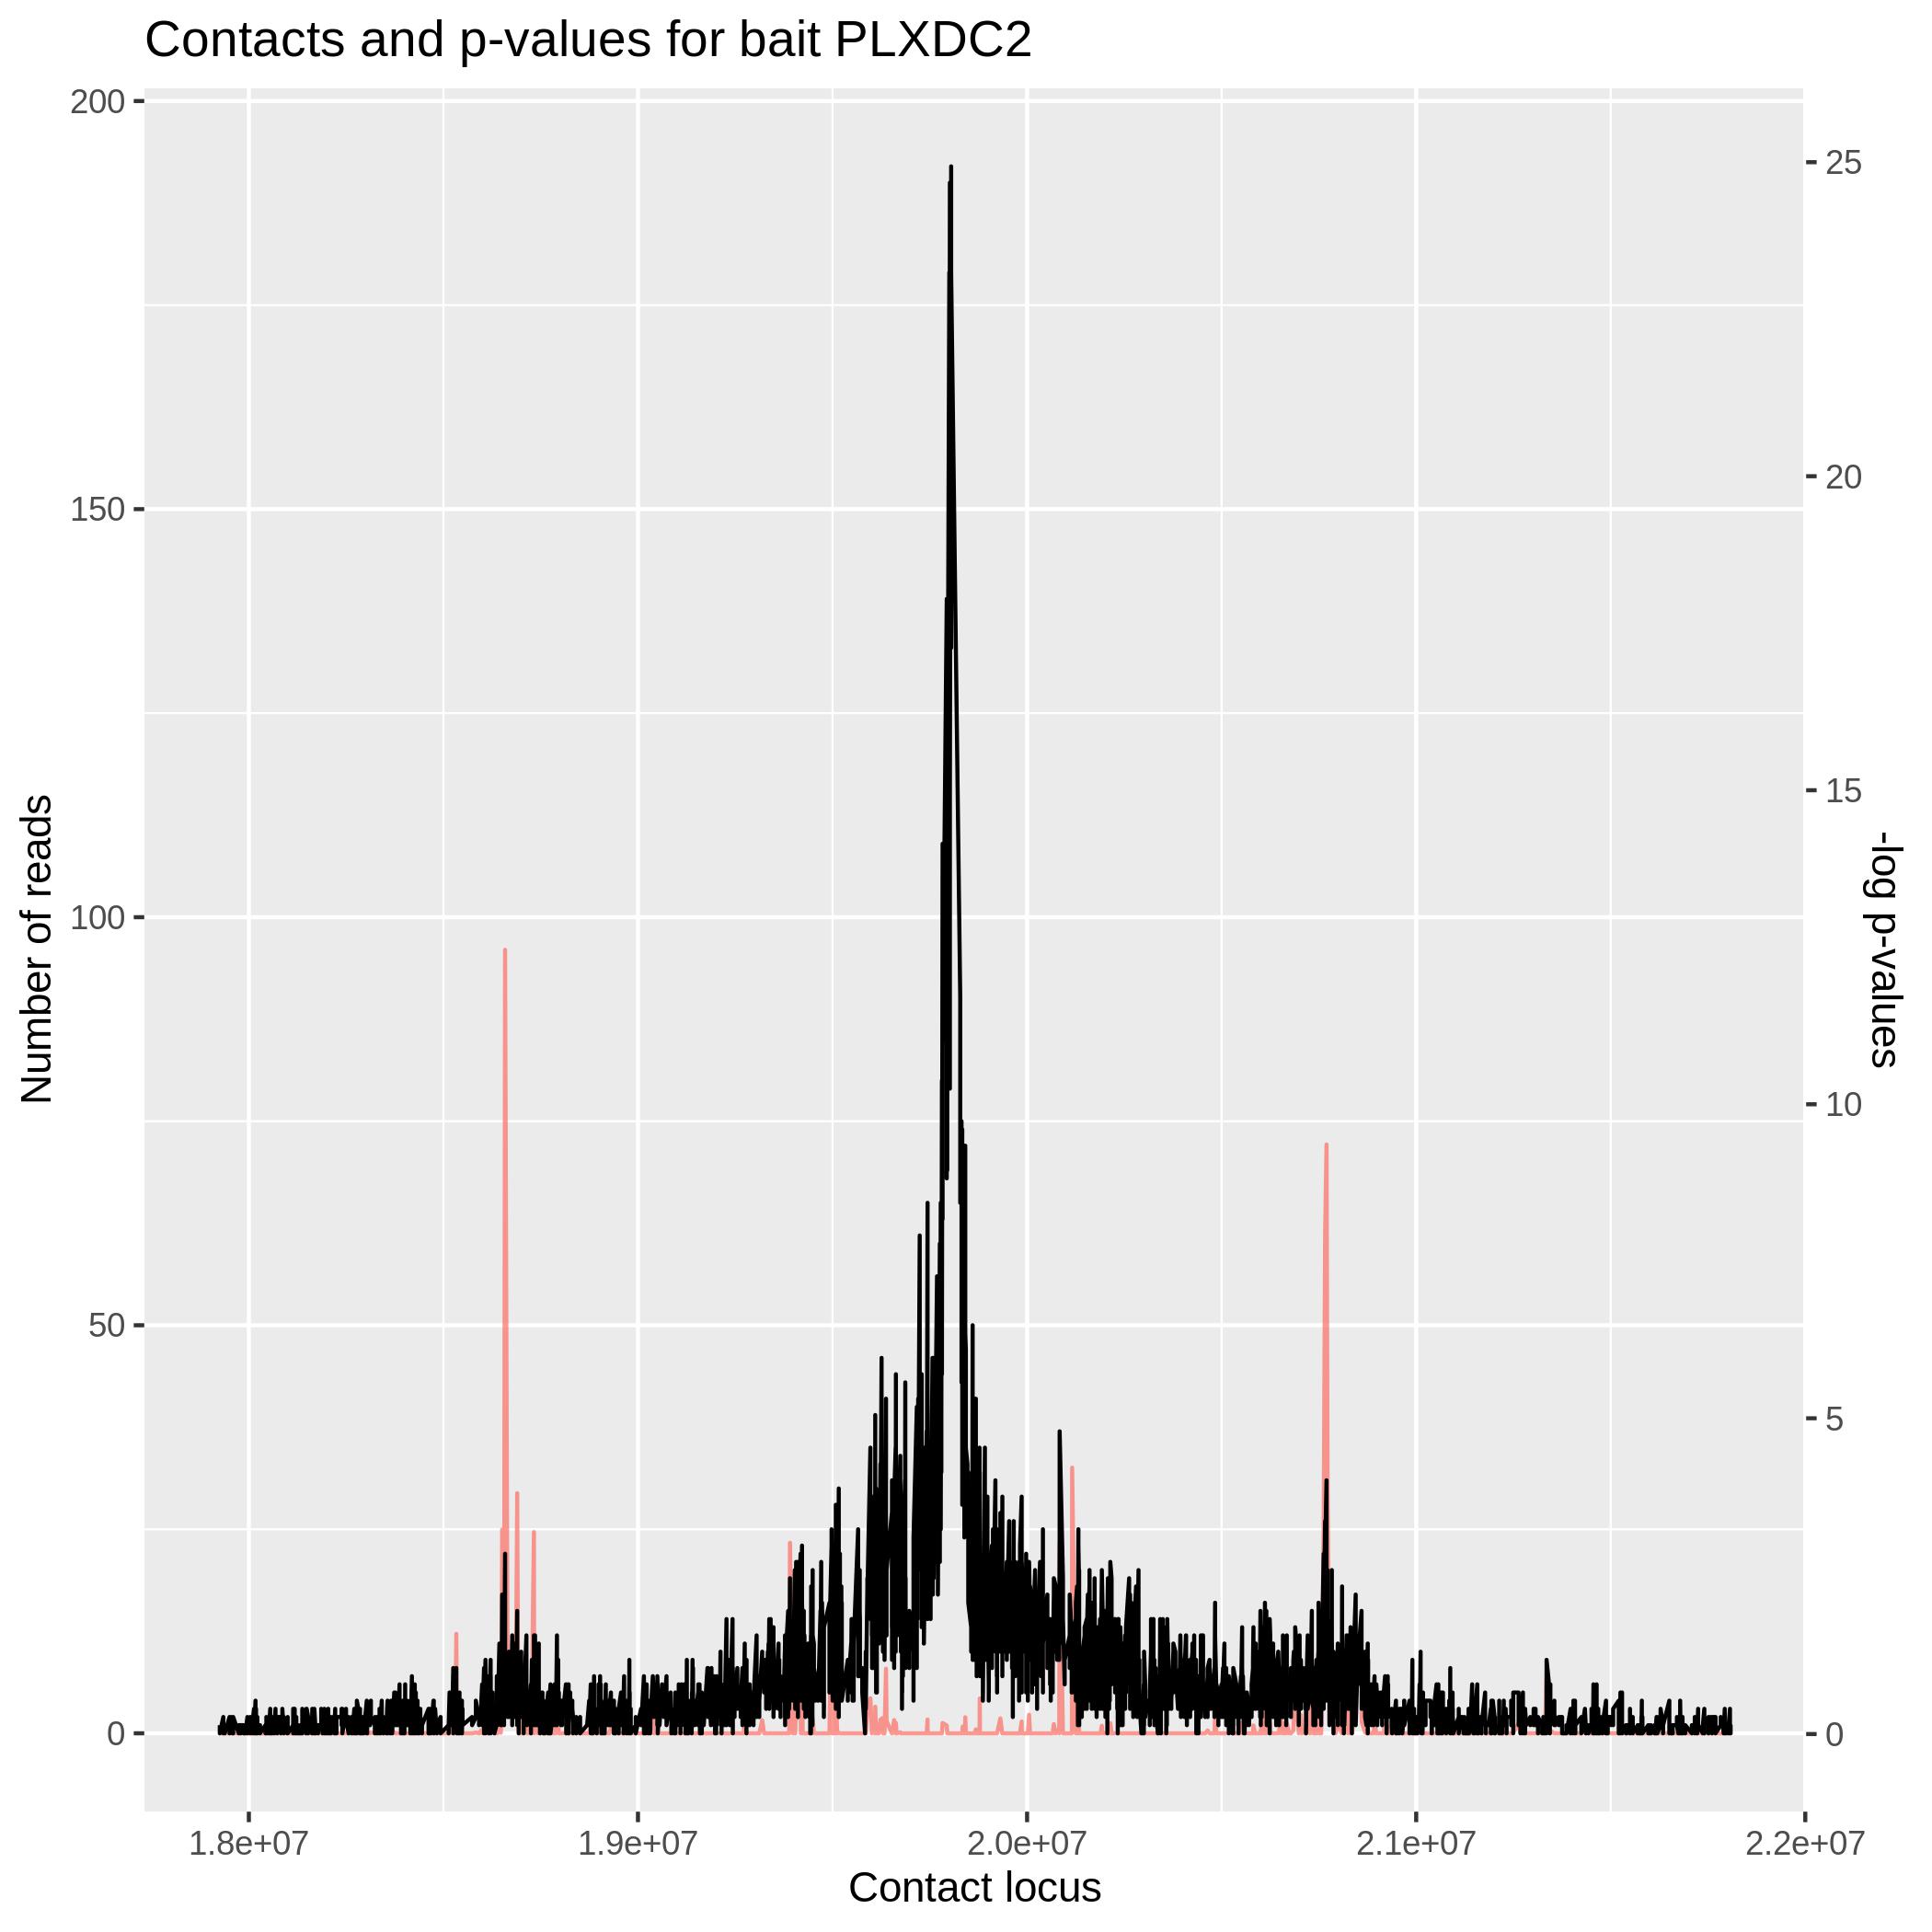 Contacts and p-values for bait PLXDC2
200
150
100
50
0
Number of reads
25
20
15
10
5
0
-log p-values
1.8e+07
1.9e+07
2.0e+07
2.1e+07
2.2e+07
Contact locus